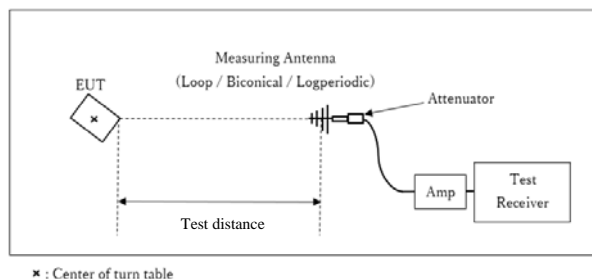 Measuring Antenna
(Loop / Biconical / Logperiodic)
EUT
Attenuator
Amp
Test
Receiver
Test distance
× : Center of turn table